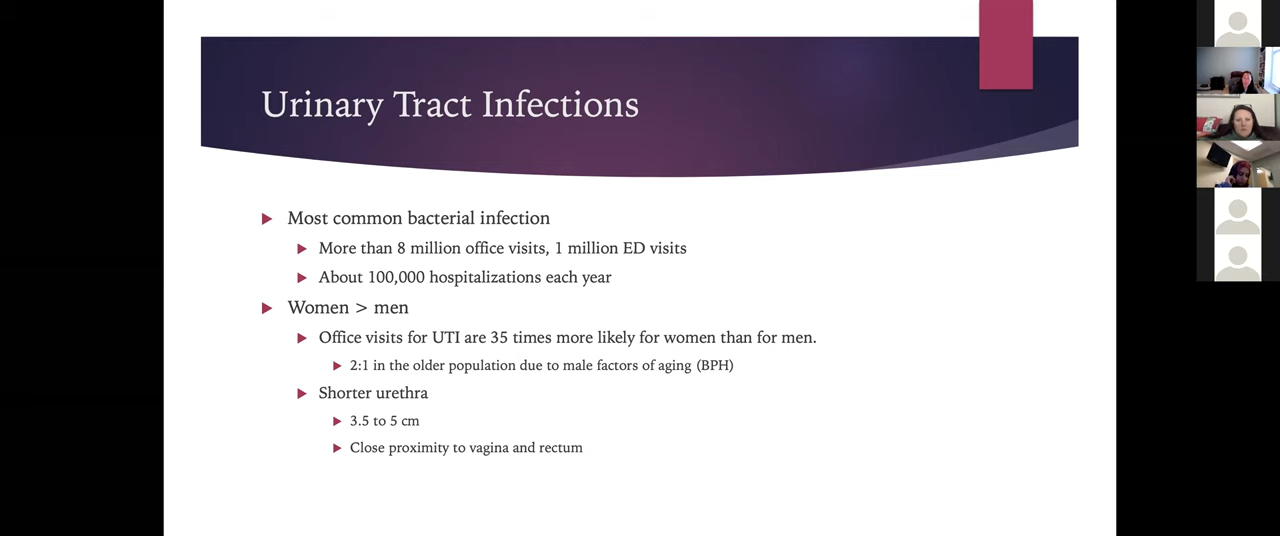 Urinary Tract Infections
Most common bacterial infection
More than 8 million office visits, 1 million ED visits
About 100,000 hospitalizations each year
Women > men
Office visits for UTI are 35 times more likely for women than for men.
2:1 in the older population due to male factors of aging (BPH)
Shorter urethra
3.5 to 5 cm
Close proximity to vagina and rectum